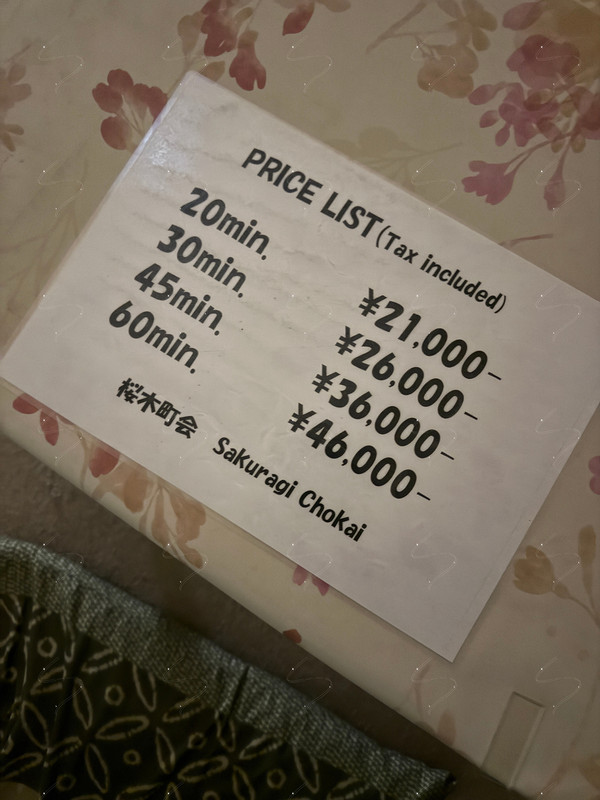 PRICE LIST (Tax included)
20min. ¥21,000-
30min. ¥26,000-
45min. ¥36,000-
60min. ¥46,000-
桜木町会 Sakuragi Chokai